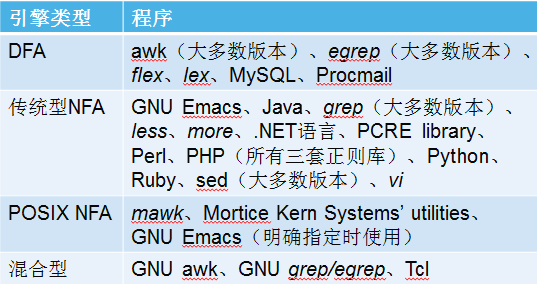 引擎类型 程序
DFA awk（大多数版本）、egrep（大多数版本）、
flex、lex、MySQL、Procmail
传统型NFA GNU Emacs、Java、grep（大多数版本）、
less、more、.NET语言、PCRE library、
Perl、PHP（所有三套正则库）、Python、
Ruby、sed（大多数版本）、vi
POSIX NFA mawk、Mortice Kern Systems’ utilities、
GNU Emacs（明确指定时使用）
混合型 GNU awk、GNU grep/egrep、Tcl